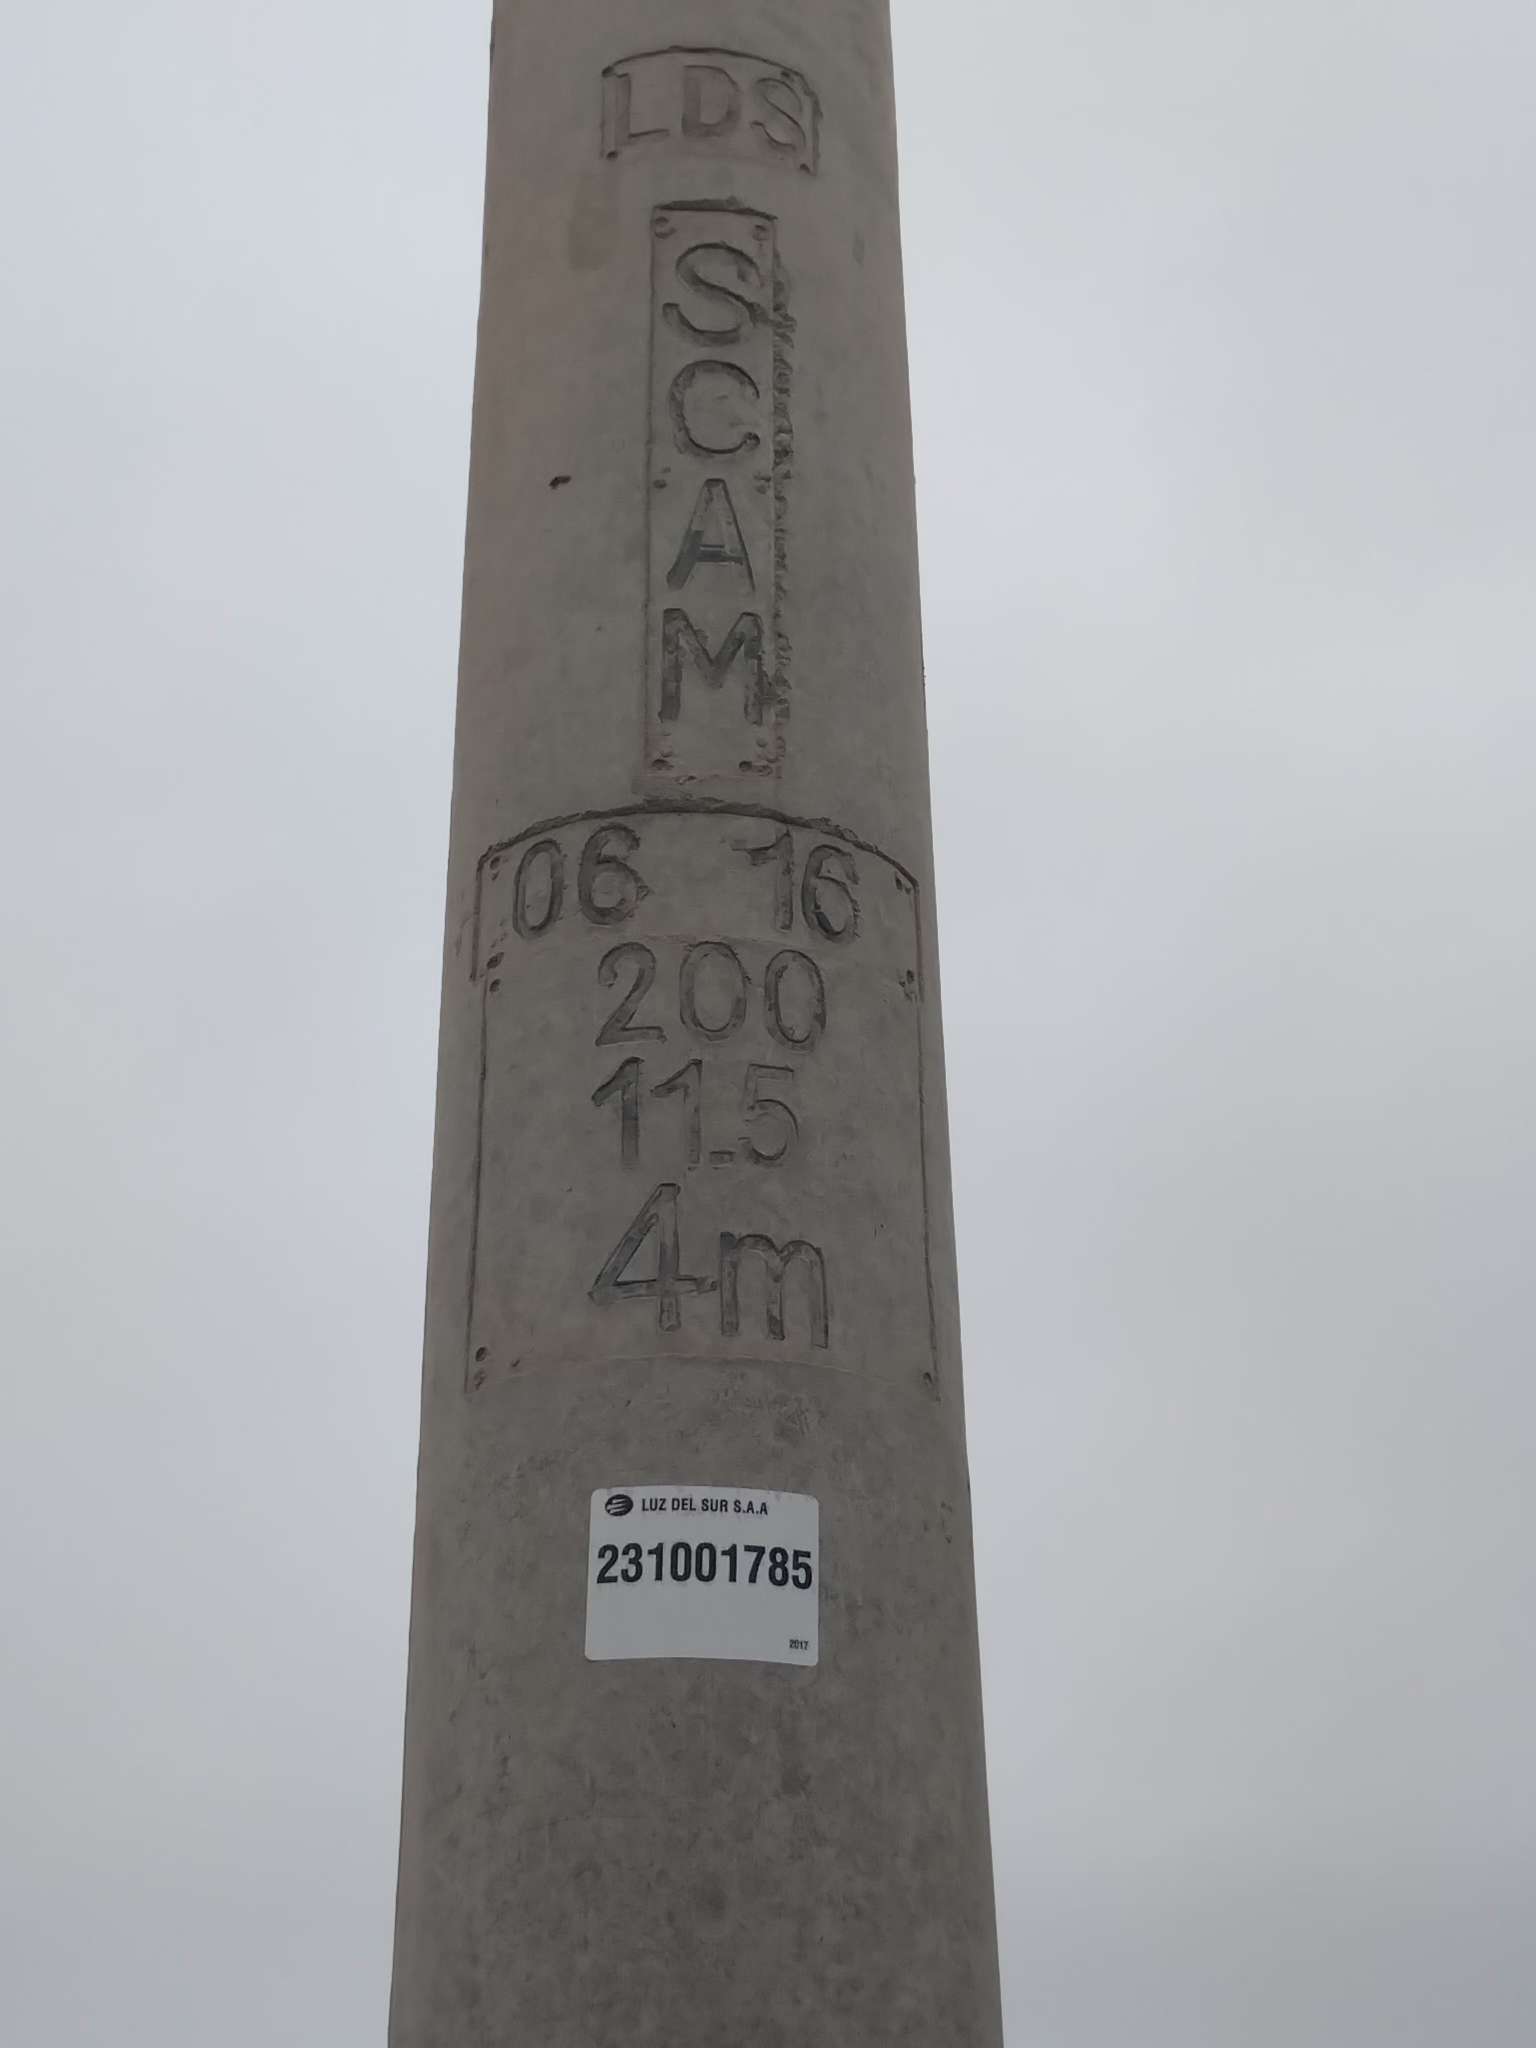 LDS
SCAM
06 16
200
11.5
4m
LUZ DEL SUR S.A.A
231001785
2017